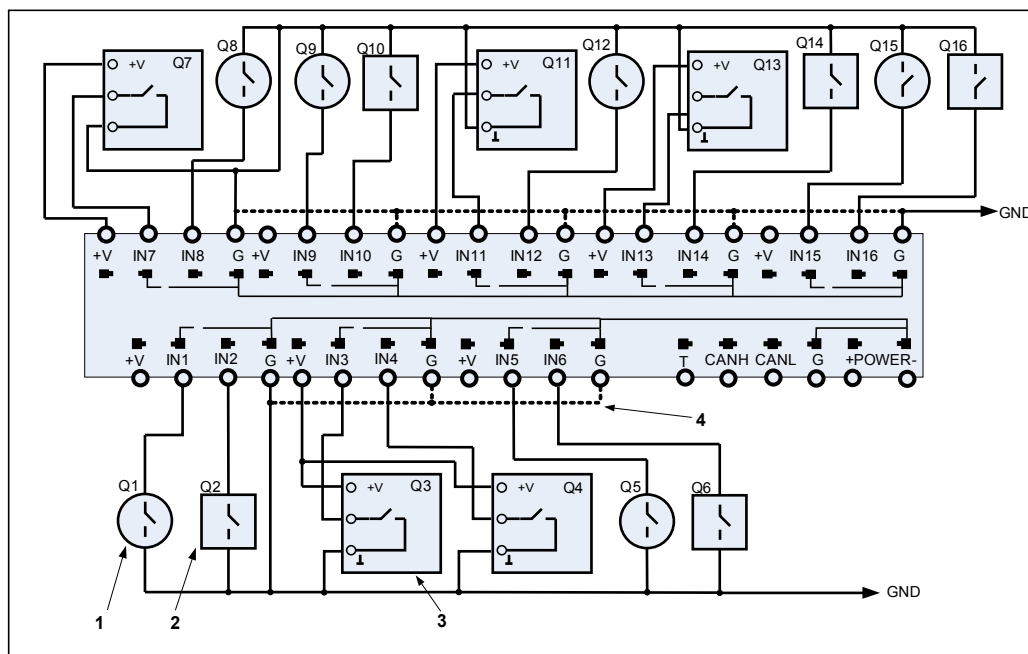 Q8 Q9 Q10 Q12 Q14 Q15 Q16
+V Q7
+V Q11
+V Q13
GND
+V IN7 IN8 G +V IN9 IN10 G +V IN11 IN12 G +V IN13 IN14 G +V IN15 IN16 G
+V IN1 IN2 G +V IN3 IN4 G +V IN5 IN6 G T CANH CANL G +POWER-
4
Q1 Q2
+V Q3
+V Q4
Q5 Q6
GND
1 2 3